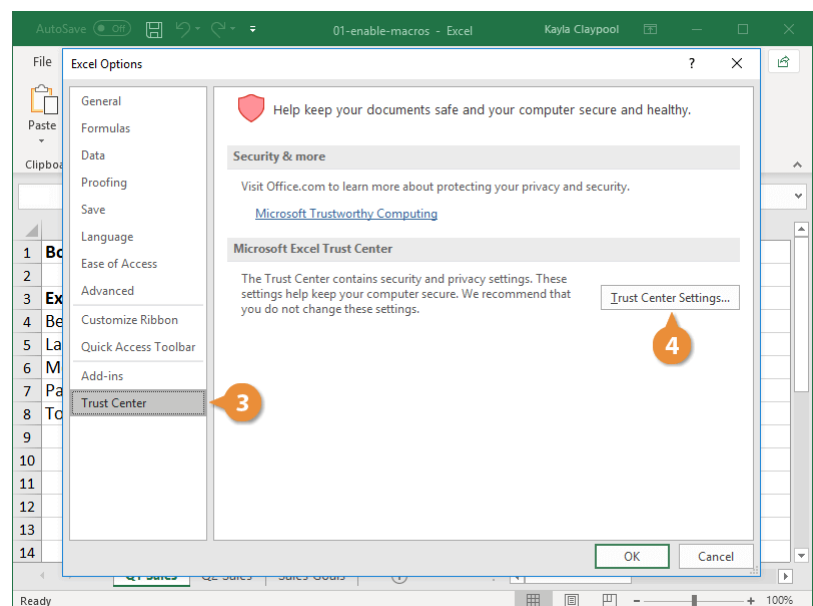 AutoSave Off 01-enable-macros - Excel Kayla Claypool
File
Excel Options ?
Paste
General
Formulas
Data
Proofing
Save
Language
Ease of Access
Advanced
Customize Ribbon
Quick Access Toolbar
Add-ins
Trust Center
3
Help keep your documents safe and your computer secure and healthy.
Security & more
Visit Office.com to learn more about protecting your privacy and security.
Microsoft Trustworthy Computing
Microsoft Excel Trust Center
The Trust Center contains security and privacy settings. These
settings help keep your computer secure. We recommend that
you do not change these settings.
Trust Center Settings...
4
OK Cancel
1 Bo
2
3 Ex
4 Be
5 La
6 M
7 Pa
8 To
9
10
11
12
13
14
Q1 Sales Q2 Sales Sales Goals
Ready 100%